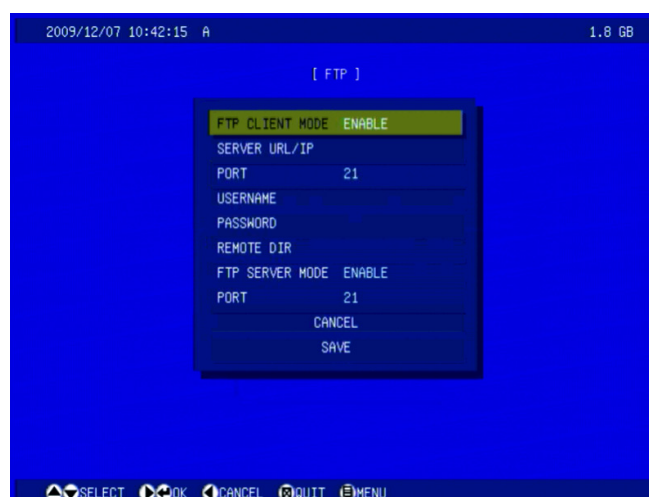 2009/12/07 10:42:15 A 1.8 GB
[ FTP ]
FTP CLIENT MODE ENABLE
SERVER URL/IP
PORT 21
USERNAME
PASSWORD
REMOTE DIR
FTP SERVER MODE ENABLE
PORT 21
CANCEL
SAVE
SELECT OK CANCEL QUIT MENU